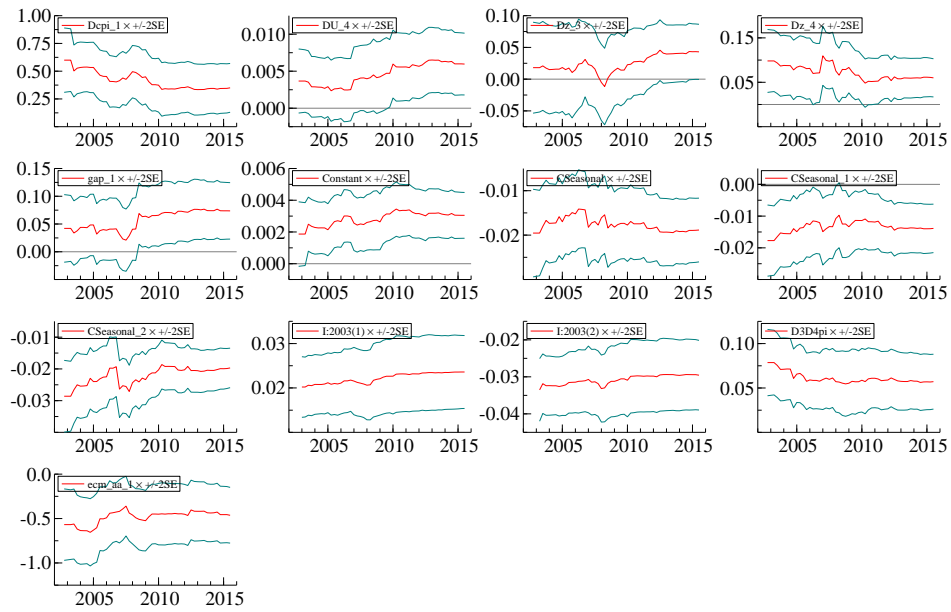 Dcpi_1 × +/-2SE
1.00
0.75
0.50
0.25
2005 2010 2015
DU_4 × +/-2SE
0.010
0.005
0.000
2005 2010 2015
Dz_3 × +/-2SE
0.05
0.00
-0.05
2005 2010 2015
Dz_4 × +/-2SE
0.15
0.05
2005 2010 2015
gap_1 × +/-2SE
0.15
0.10
0.05
0.00
2005 2010 2015
Constant × +/-2SE
0.006
0.004
0.002
0.000
2005 2010 2015
CSeasonal × +/-2SE
-0.01
-0.02
2005 2010 2015
CSeasonal_1 × +/-2SE
0.00
-0.01
-0.02
2005 2010 2015
CSeasonal_2 × +/-2SE
-0.01
-0.02
-0.03
2005 2010 2015
I:2003(1) × +/-2SE
0.03
0.02
2005 2010 2015
I:2003(2) × +/-2SE
-0.02
-0.03
-0.04
2005 2010 2015
D3D4pi × +/-2SE
0.10
0.05
2005 2010 2015
ecm_aa_1 × +/-2SE
0.0
-0.5
-1.0
2005 2010 2015